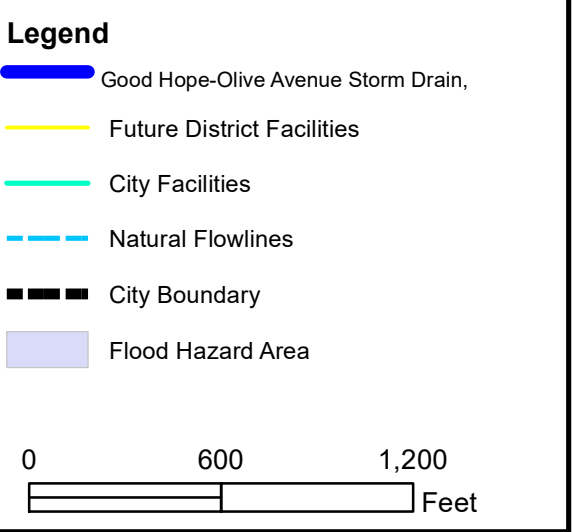 Legend
Good Hope-Olive Avenue Storm Drain,
Future District Facilities
City Facilities
Natural Flowlines
City Boundary
Flood Hazard Area
0 600 1,200
Feet